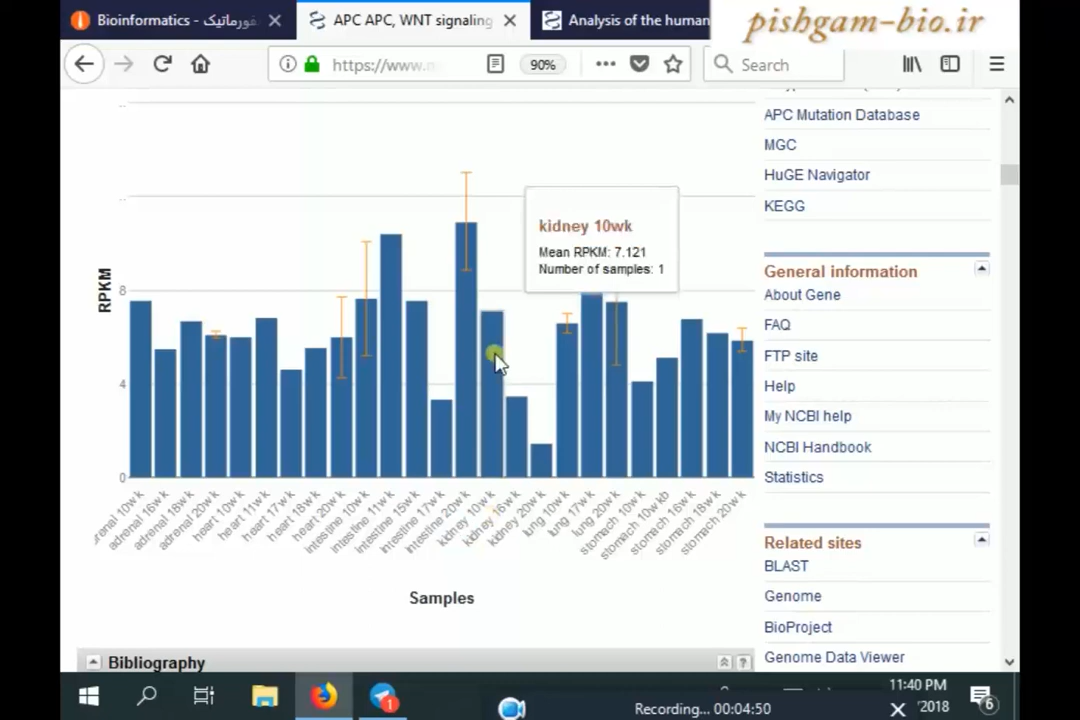 Bioinformatics - بیوانفورماتیک
APC APC, WNT signaling
Analysis of the human
pishgam-bio.ir
https://www.n
90%
Search
APC Mutation Database
MGC
HuGE Navigator
KEGG
General information
About Gene
FAQ
FTP site
Help
My NCBI help
NCBI Handbook
Statistics
Related sites
BLAST
Genome
BioProject
Genome Data Viewer
RPKM
8
4
0
kidney 10wk
Mean RPKM: 7.121
Number of samples: 1
adrenal 10wk
adrenal 16wk
adrenal 18wk
adrenal 20wk
heart 10wk
heart 11wk
heart 17wk
heart 18wk
heart 20wk
intestine 10wk
intestine 11wk
intestine 15wk
intestine 17wk
intestine 20wk
kidney 10wk
kidney 16wk
kidney 20wk
lung 10wk
lung 17wk
lung 20wk
stomach 10wk
stomach 10wkb
stomach 16wk
stomach 18wk
stomach 20wk
Samples
Bibliography
?
1
Recording... 00:04:50
11:40 PM
2018
6